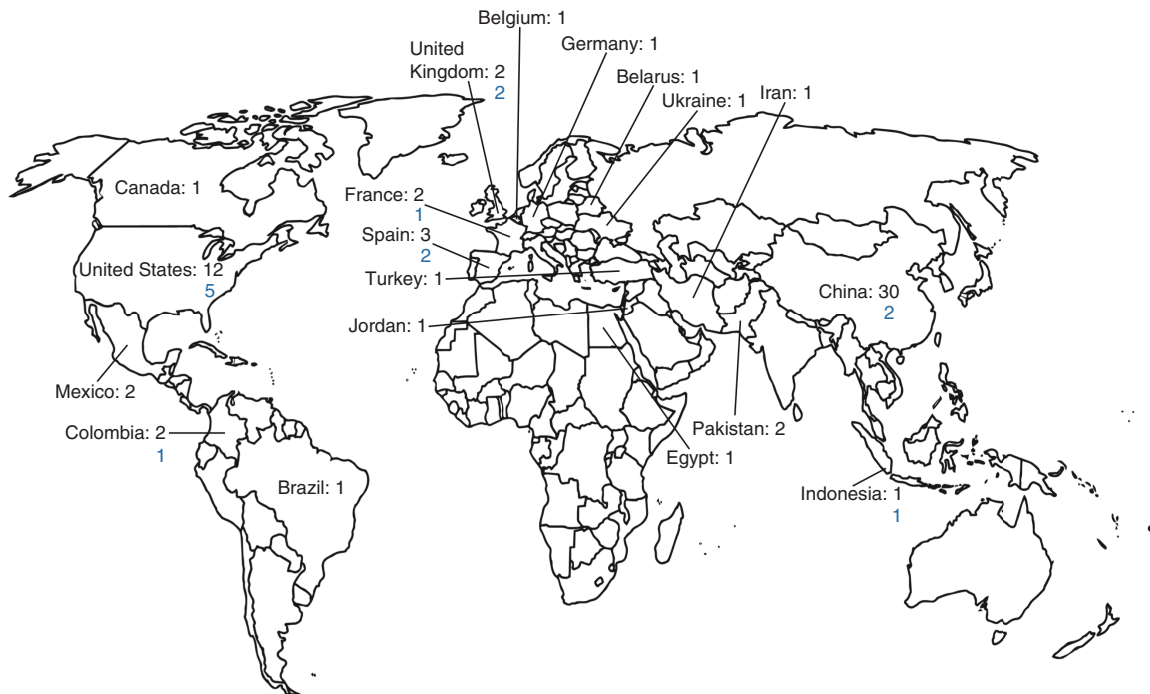 Belgium: 1
Germany: 1
United
Kingdom: 2
2
Belarus: 1
Ukraine: 1
Iran: 1
Canada: 1
France: 2
1
Spain: 3
2
United States: 12
5
Turkey: 1
China: 30
2
Jordan: 1
Mexico: 2
Colombia: 2
1
Pakistan: 2
Egypt: 1
Brazil: 1
Indonesia: 1
1